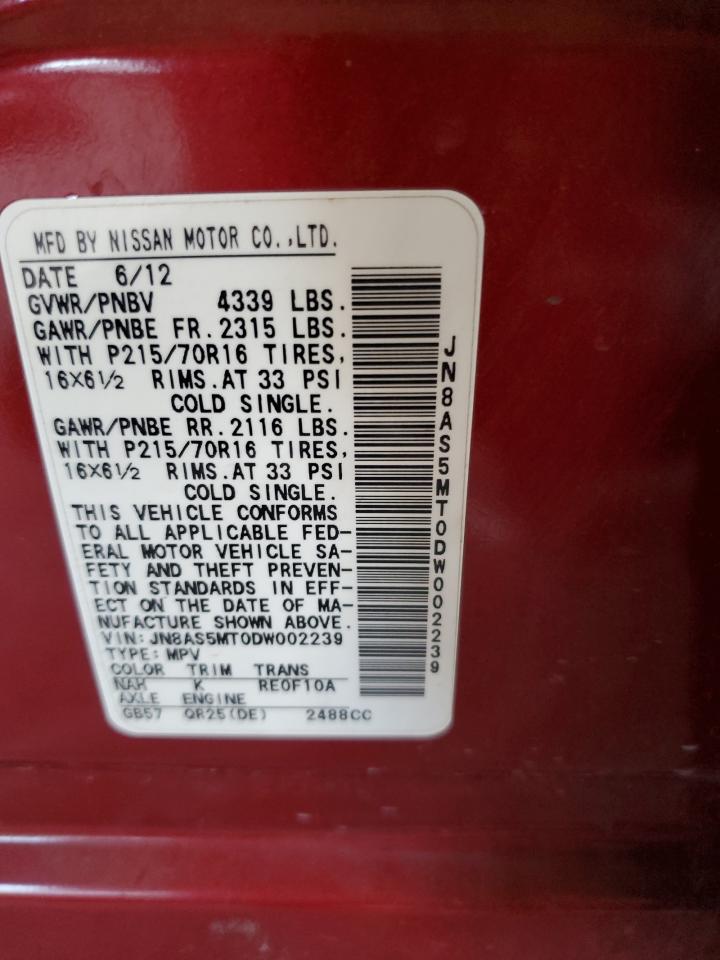 MFD BY NISSAN MOTOR CO.,LTD.
DATE 6/12
GVWR/PNBV 4339 LBS.
GAWR/PNBE FR.2315 LBS.
WITH P215/70R16 TIRES,
16X6½ RIMS.AT 33 PSI
COLD SINGLE.
GAWR/PNBE RR.2116 LBS.
WITH P215/70R16 TIRES,
16X6½ RIMS.AT 33 PSI
COLD SINGLE.
THIS VEHICLE CONFORMS
TO ALL APPLICABLE FED-
ERAL MOTOR VEHICLE SA-
FETY AND THEFT PREVEN-
TION STANDARDS IN EFF-
ECT ON THE DATE OF MA-
NUFACTURE SHOWN ABOVE.
VIN:JN8AS5MT0DW002239
TYPE:MPV
COLOR TRIM TRANS
NAH K RE0F10A
AXLE ENGINE
GB57 QR25(DE) 2488CC
JN8AS5MT0DW002239